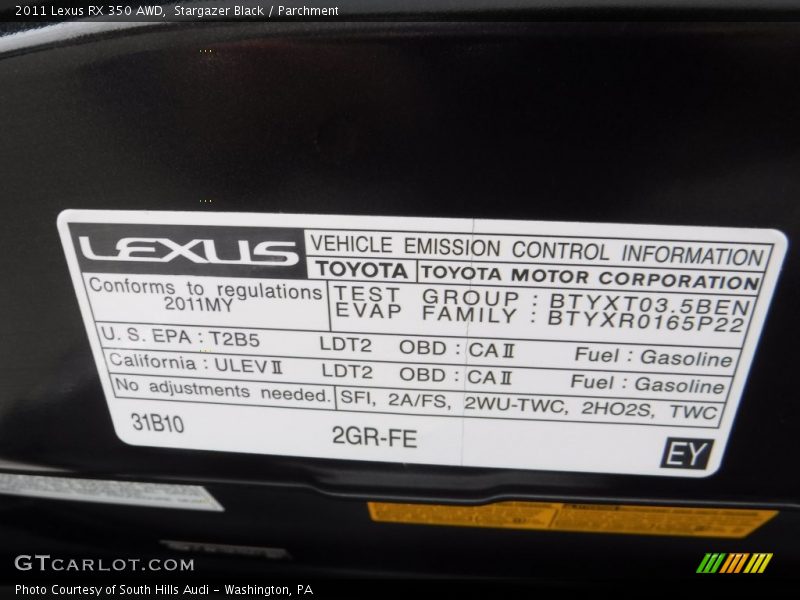 2011 Lexus RX 350 AWD, Stargazer Black / Parchment
LEXUS
VEHICLE EMISSION CONTROL INFORMATION
TOYOTA TOYOTA MOTOR CORPORATION
Conforms to regulations
2011MY
TEST GROUP : BTYXT03.5BEN
EVAP FAMILY : BTYXR0165P22
U. S. EPA : T2B5 LDT2 OBD : CAⅡ Fuel : Gasoline
California : ULEVⅡ LDT2 OBD : CAⅡ Fuel : Gasoline
No adjustments needed. SFI, 2A/FS, 2WU-TWC, 2HO2S, TWC
31B10 2GR-FE EY
GTCARLOT.COM
Photo Courtesy of South Hills Audi - Washington, PA